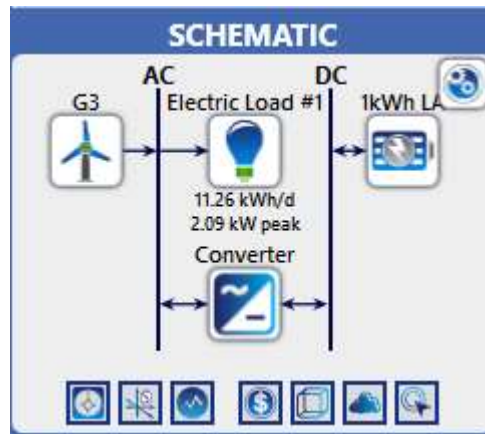 SCHEMATIC
AC DC
G3 Electric Load #1 1kWh LA
11.26 kWh/d
2.09 kW peak
Converter